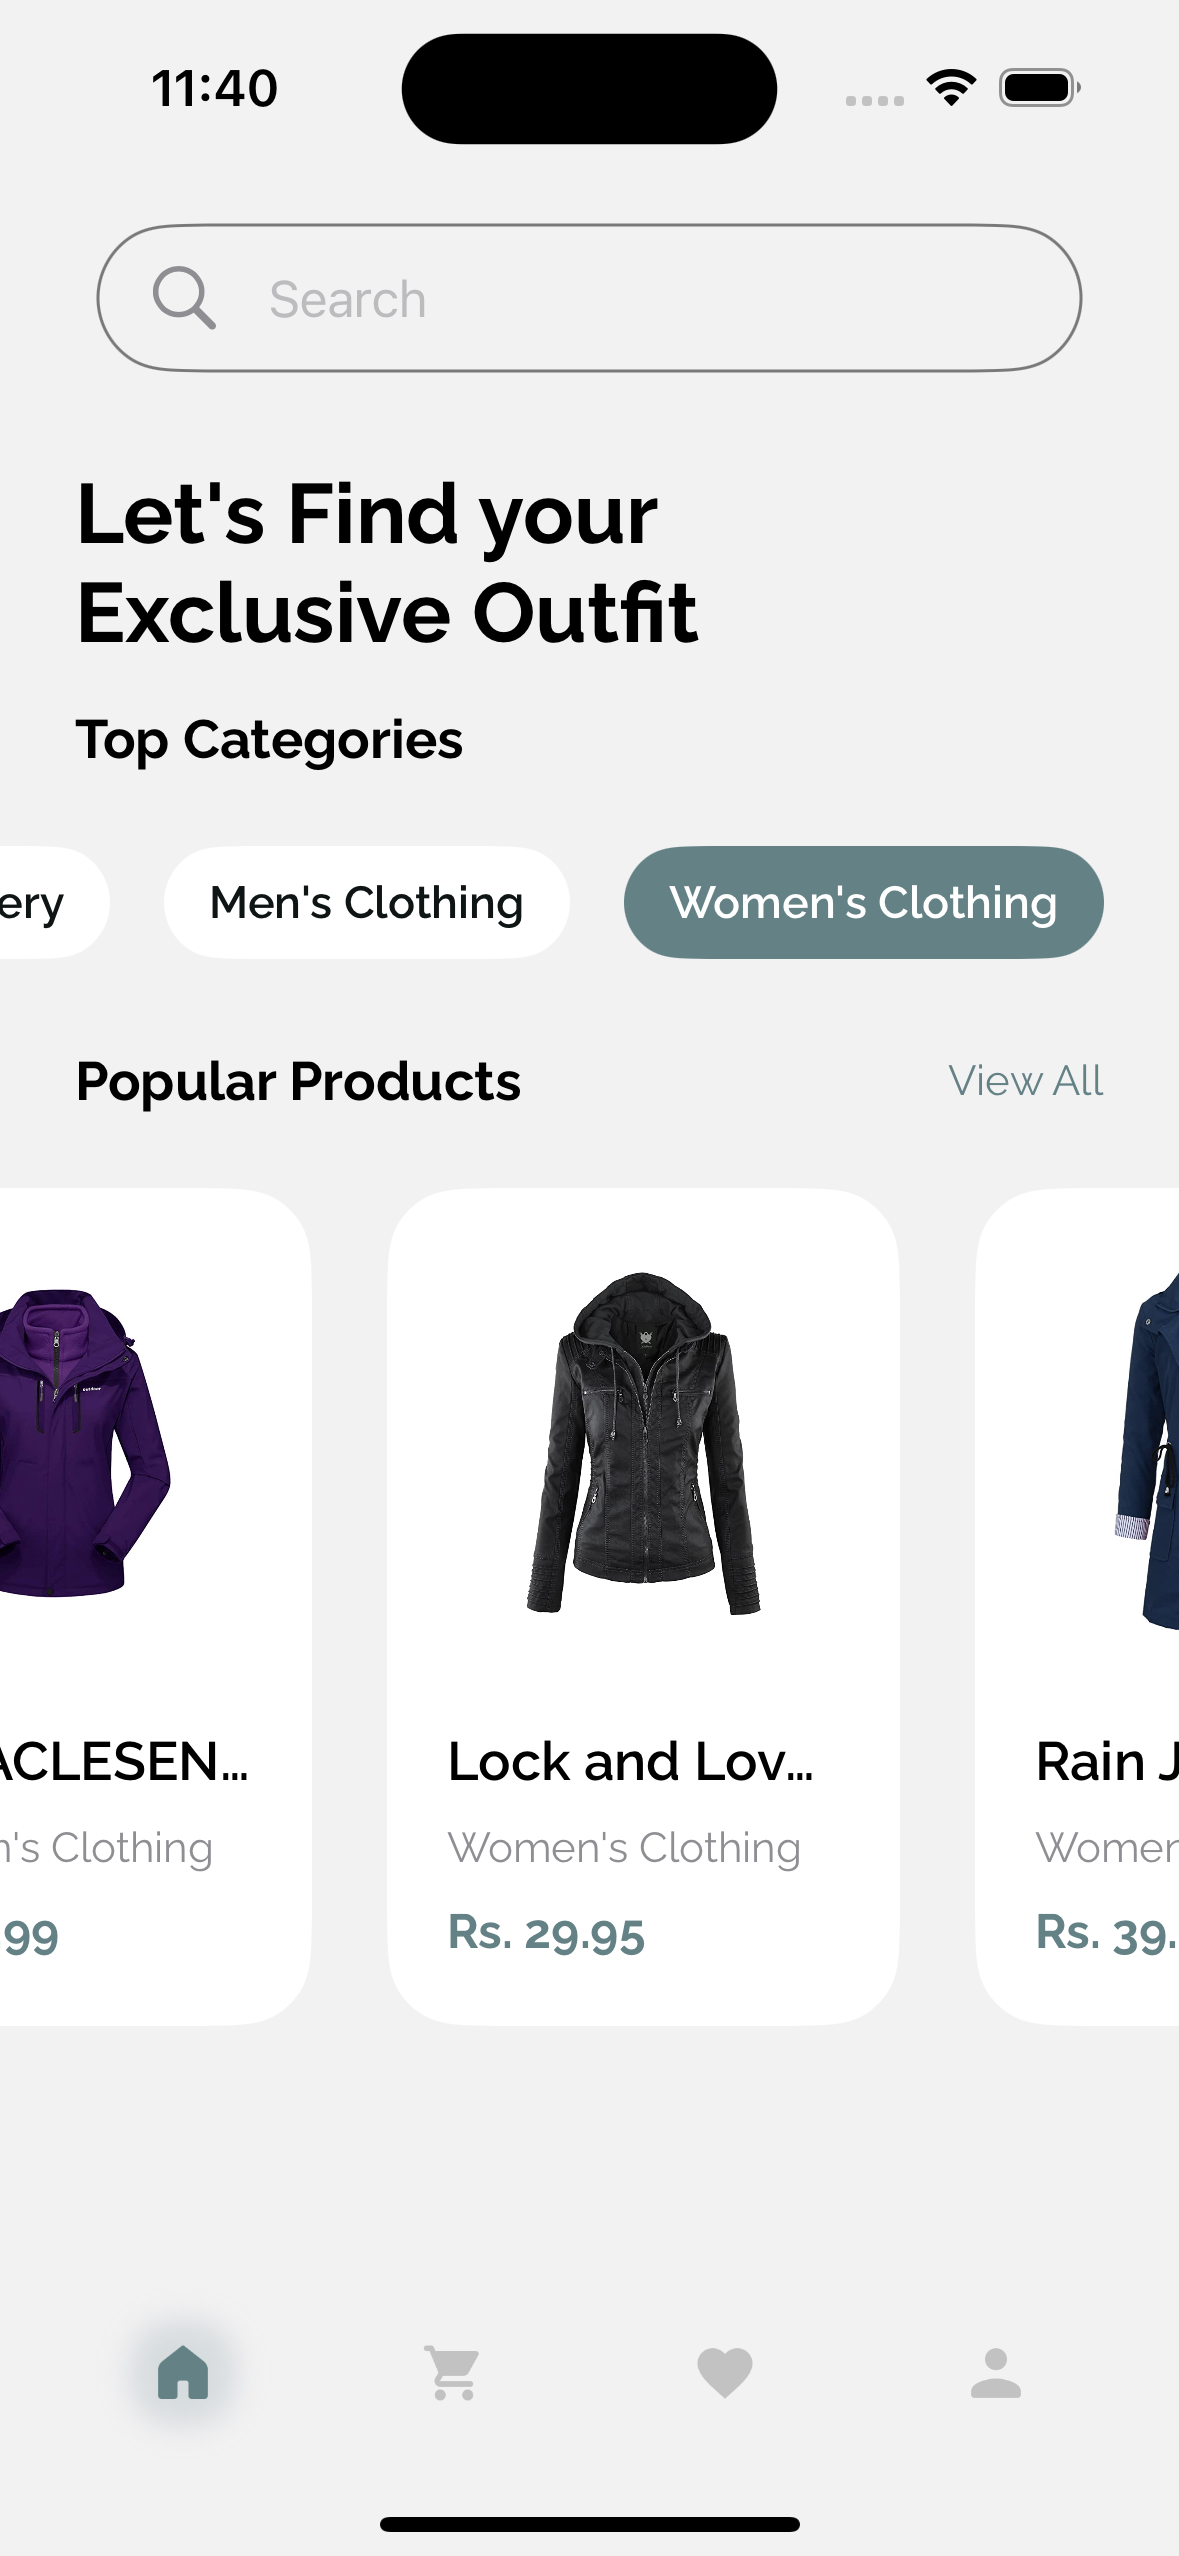 11:40
Search
Let's Find your
Exclusive Outfit
Top Categories
ery
Men's Clothing
Women's Clothing
Popular Products
View All
outdoor
ACLESEN...
n's Clothing
.99
Lock and Lov...
Women's Clothing
Rs. 29.95
Rain J
Women
Rs. 39.